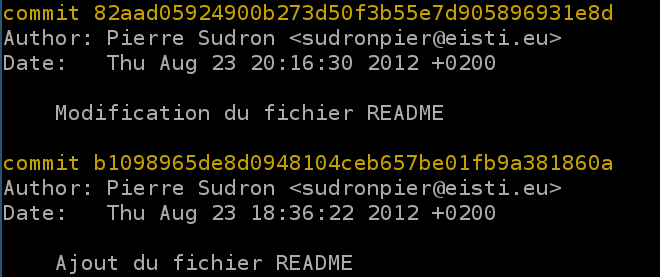 commit 82aad05924900b273d50f3b55e7d905896931e8d
Author: Pierre Sudron <sudronpier@eisti.eu>
Date:   Thu Aug 23 20:16:30 2012 +0200
Modification du fichier README
commit b1098965de8d0948104ceb657be01fb9a381860a
Author: Pierre Sudron <sudronpier@eisti.eu>
Date:   Thu Aug 23 18:36:22 2012 +0200
Ajout du fichier README